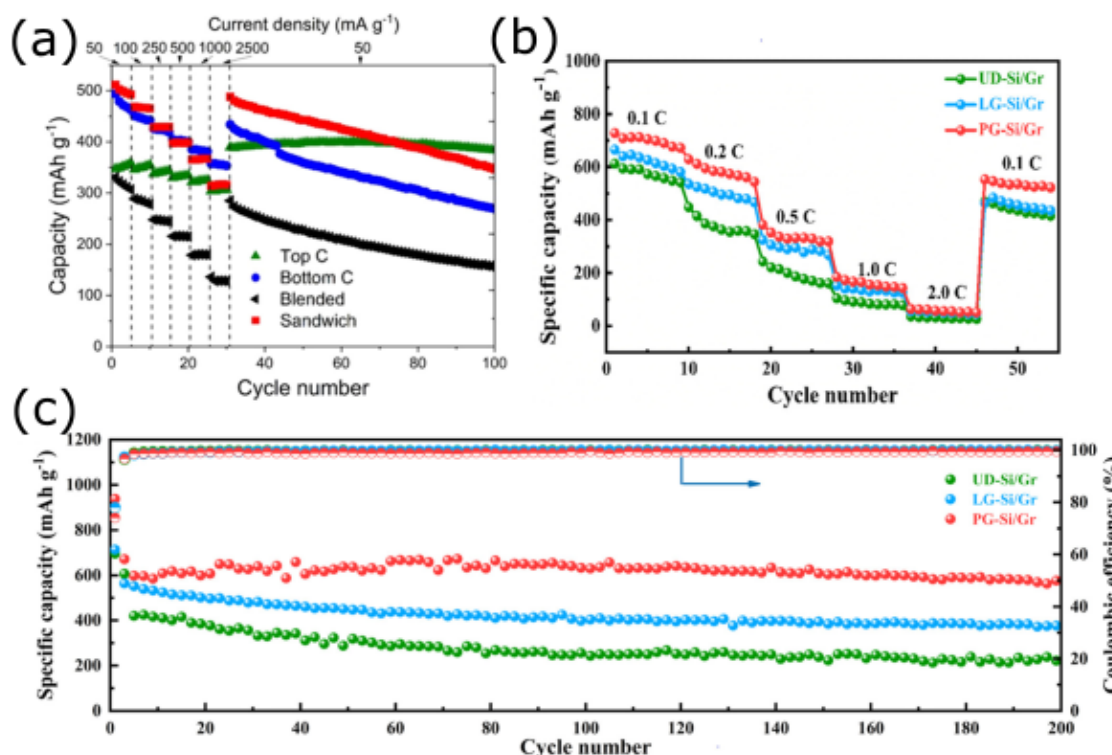 (a)
Current density (mA g⁻¹)
50 100 250 500 1000 2500 50
500
400
300
200
100
0
Capacity (mAh g⁻¹)
Top C
Bottom C
Blended
Sandwich
0 20 40 60 80 100
Cycle number
(b)
1000
800
600
400
200
0
Specific capacity (mAh g⁻¹)
UD-Si/Gr
LG-Si/Gr
PG-Si/Gr
0.1 C
0.2 C
0.5 C
1.0 C
2.0 C
0.1 C
0 10 20 30 40 50
Cycle number
(c)
1200
1000
800
600
400
200
0
Specific capacity (mAh g⁻¹)
UD-Si/Gr
LG-Si/Gr
PG-Si/Gr
100
80
60
40
20
0
Coulombic efficiency (%)
0 20 40 60 80 100 120 140 160 180 200
Cycle number